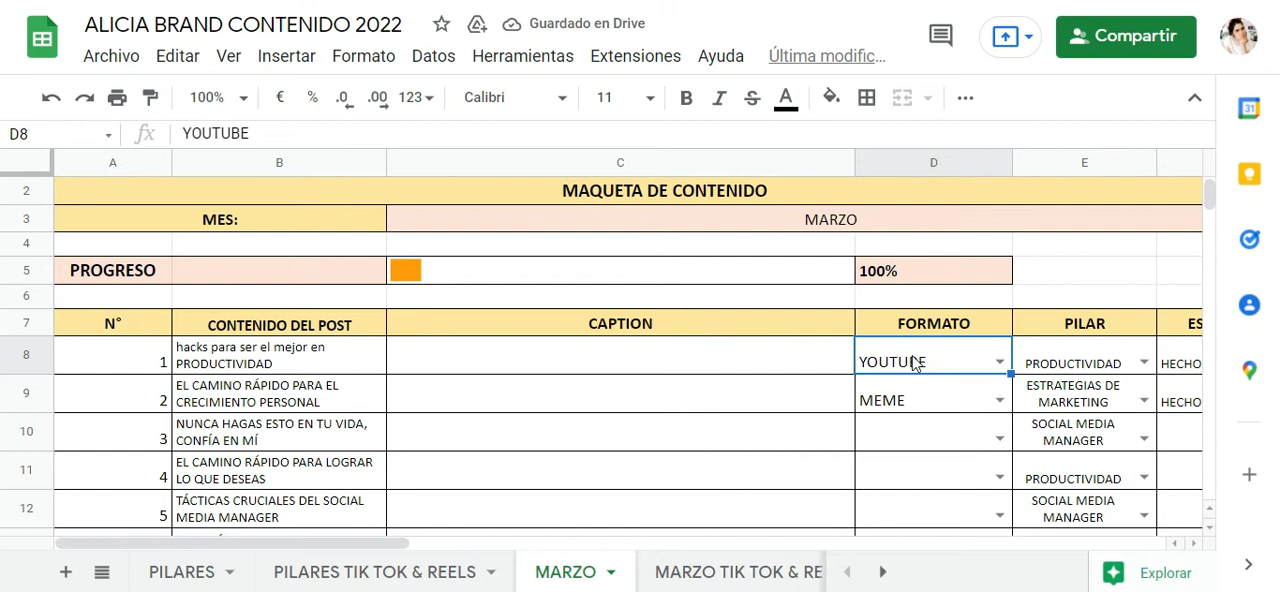 ALICIA BRAND CONTENIDO 2022 Guardado en Drive
Archivo Editar Ver Insertar Formato Datos Herramientas Extensiones Ayuda Última modific... Compartir
100% € % .0 .00 123 Calibri 11 B I S A
D8 fx YOUTUBE
A B C D E
2 MAQUETA DE CONTENIDO
3 MES: MARZO
4
5 PROGRESO 100%
6
7 N° CONTENIDO DEL POST CAPTION FORMATO PILAR ES
8 1 hacks para ser el mejor en
PRODUCTIVIDAD YOUTUBE PRODUCTIVIDAD HECHO
9 2 EL CAMINO RÁPIDO PARA EL
CRECIMIENTO PERSONAL MEME ESTRATEGIAS DE
MARKETING HECHO
10 3 NUNCA HAGAS ESTO EN TU VIDA,
CONFÍA EN MÍ SOCIAL MEDIA
MANAGER
11 4 EL CAMINO RÁPIDO PARA LOGRAR
LO QUE DESEAS PRODUCTIVIDAD
12 5 TÁCTICAS CRUCIALES DEL SOCIAL
MEDIA MANAGER SOCIAL MEDIA
MANAGER
PILARES PILARES TIK TOK & REELS MARZO MARZO TIK TOK & RE Explorar
31